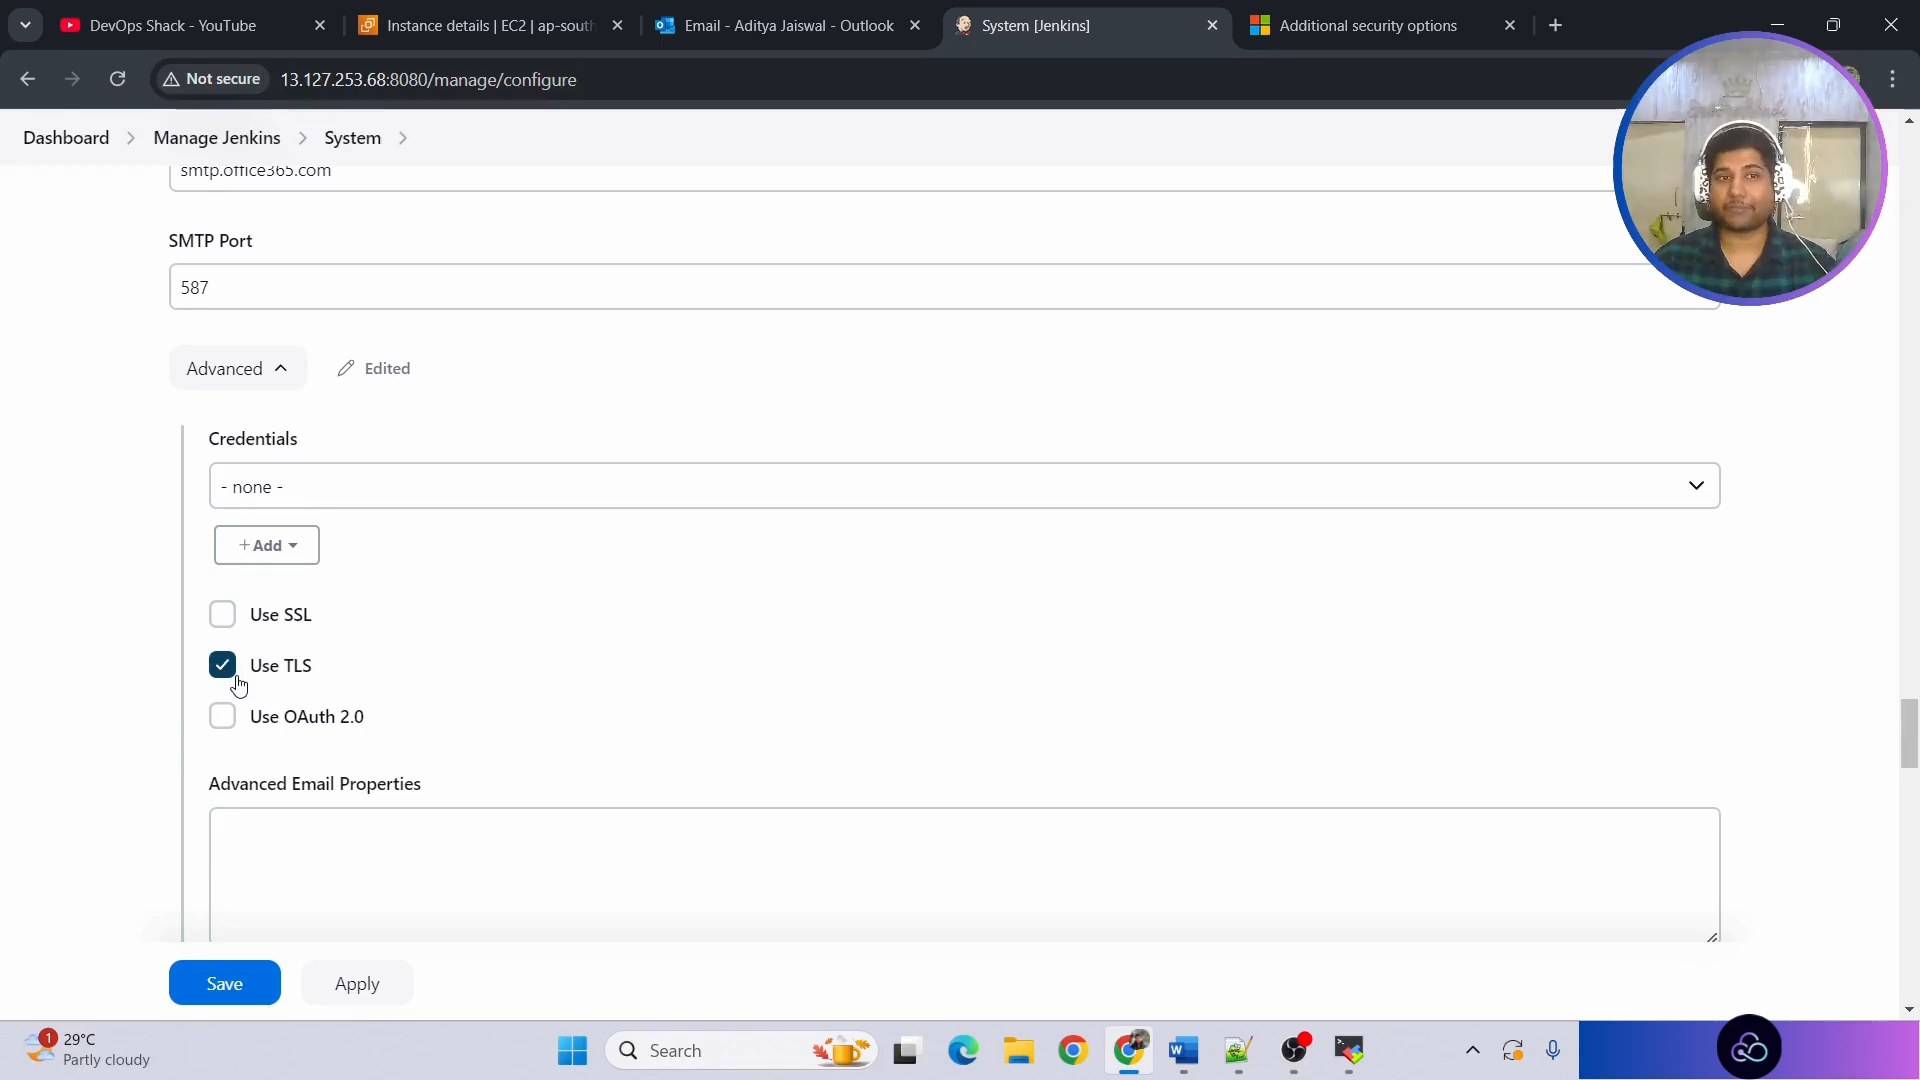 DevOps Shack - YouTube
Instance details | EC2 | ap-south
Email - Aditya Jaiswal - Outlook
System [Jenkins]
Additional security options
Not secure
13.127.253.68:8080/manage/configure
Dashboard
Manage Jenkins
System
smtp.office365.com
SMTP Port
587
Advanced
Edited
Credentials
- none -
+ Add
Use SSL
Use TLS
Use OAuth 2.0
Advanced Email Properties
Save
Apply
1
29°C
Partly cloudy
Search